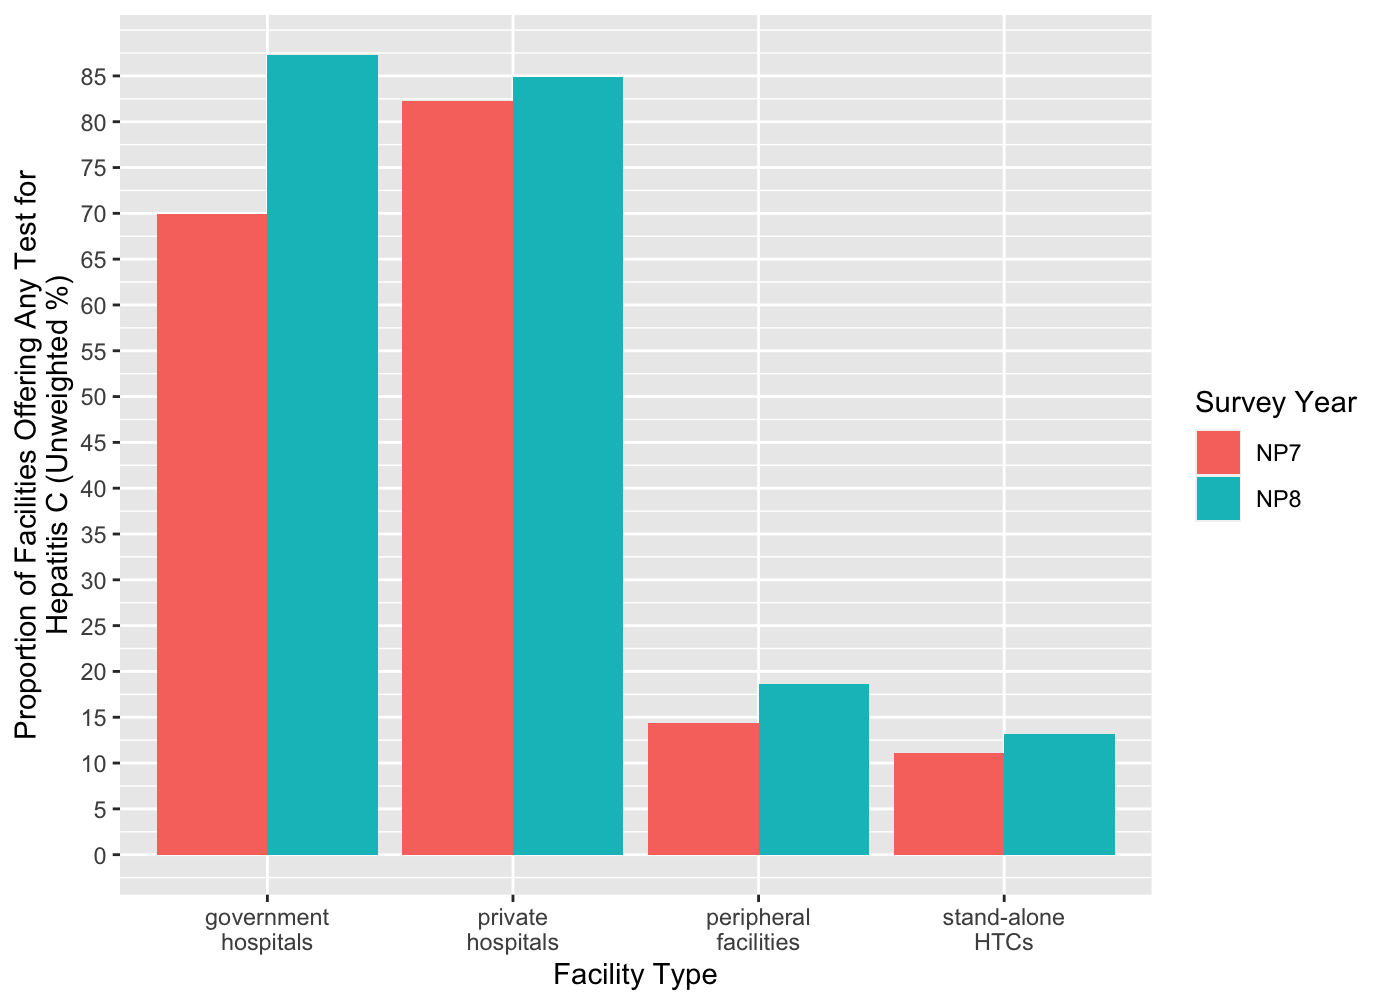 Proportion of Facilities Offering Any Test for
Hepatitis C (Unweighted %)
85
80
75
70
65
60
55
50
45
40
35
30
25
20
15
10
5
0
government
hospitals
private
hospitals
peripheral
facilities
stand-alone
HTCs
Facility Type
Survey Year
NP7
NP8